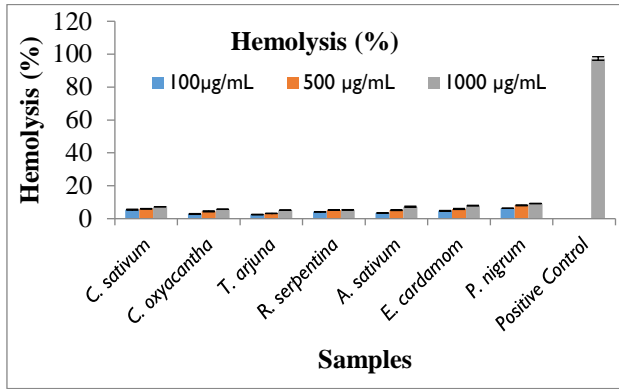 Hemolysis (%)
100µg/mL 500 µg/mL 1000 µg/mL
Hemolysis (%)
120
100
80
60
40
20
0
C. sativum
C. oxyacantha
T. arjuna
R. serpentina
A. sativum
E. cardamom
P. nigrum
Positive Control
Samples